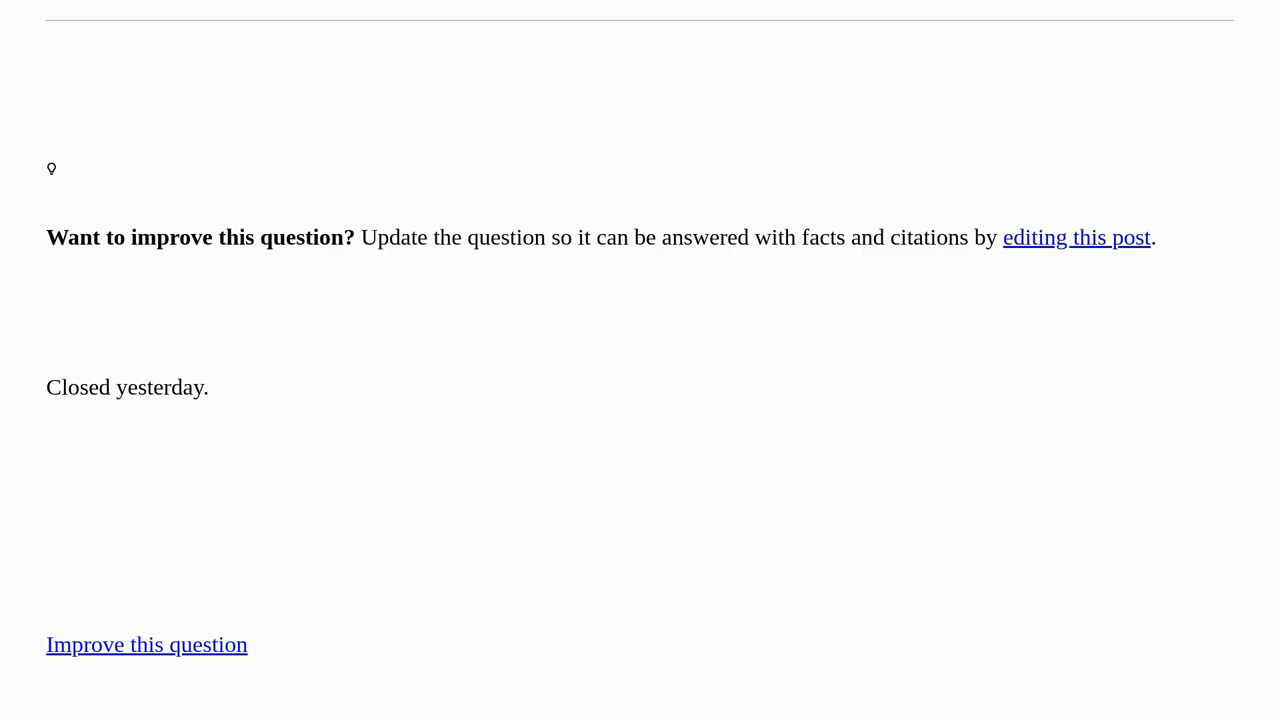 Want to improve this question? Update the question so it can be answered with facts and citations by editing this post.
Closed yesterday.
Improve this question